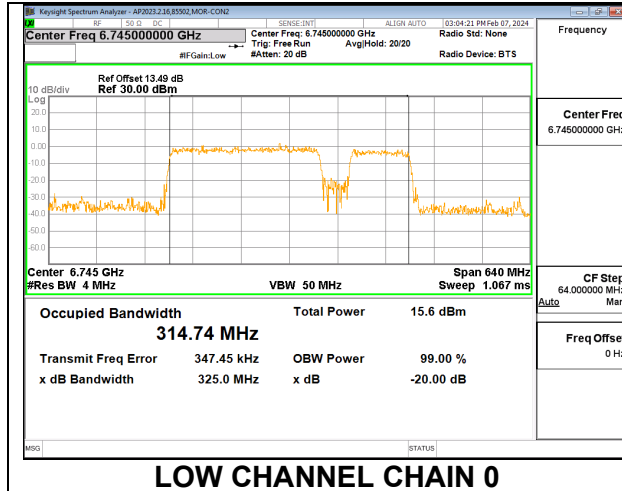 Keysight Spectrum Analyzer - AP2023.2.16,85502,MOR-CON2
RF 50 Ω DC SENSE:INT ALIGN AUTO 03:04:21 PM Feb 07, 2024
Center Freq 6.745000000 GHz Center Freq: 6.745000000 GHz Radio Std: None Frequency
Trig: Free Run Avg|Hold: 20/20
#IFGain:Low #Atten: 20 dB Radio Device: BTS
Ref Offset 13.49 dB
10 dB/div Ref 30.00 dBm
Log
20.0
10.0
0.00
-10.0
-20.0
-30.0
-40.0
-50.0
-60.0
Center Freq
6.745000000 GHz
Center 6.745 GHz Span 640 MHz
#Res BW 4 MHz VBW 50 MHz Sweep 1.067 ms
CF Step
64.000000 MHz
Auto Man
Occupied Bandwidth Total Power 15.6 dBm
314.74 MHz
Freq Offset
0 Hz
Transmit Freq Error 347.45 kHz OBW Power 99.00 %
x dB Bandwidth 325.0 MHz x dB -20.00 dB
MSG STATUS
LOW CHANNEL CHAIN 0